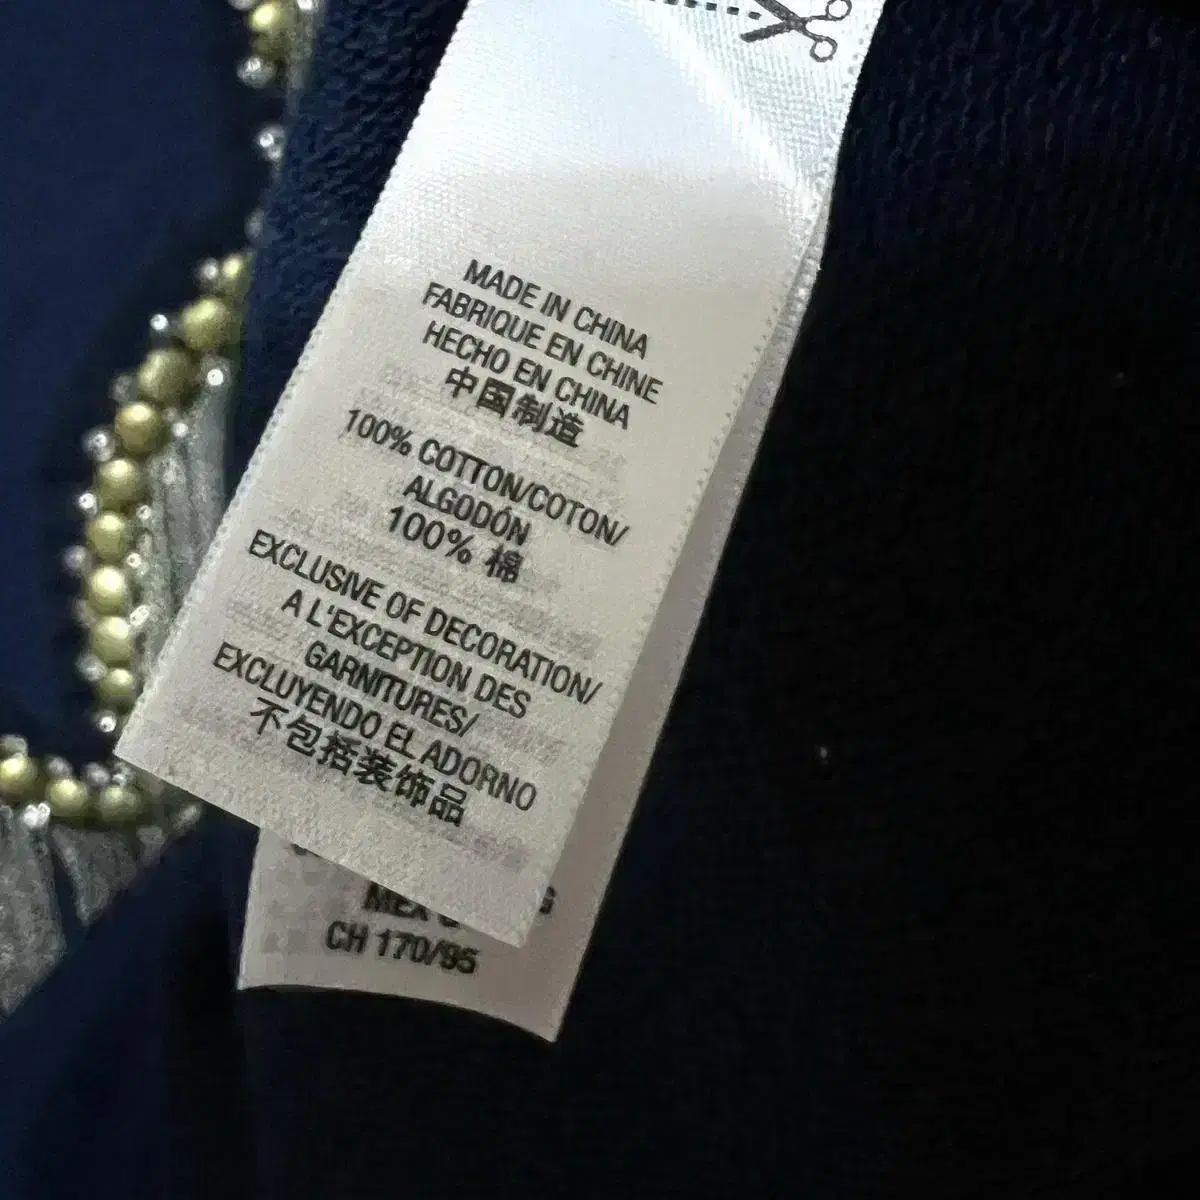 MADE IN CHINA
FABRIQUE EN CHINE
HECHO EN CHINA
中国制造
100% COTTON/COTON/
ALGODÓN
100% 棉
EXCLUSIVE OF DECORATION/
A L'EXCEPTION DES
GARNITURES/
EXCLUYENDO EL ADORNO
不包括装饰品
MEX
CH 170/95